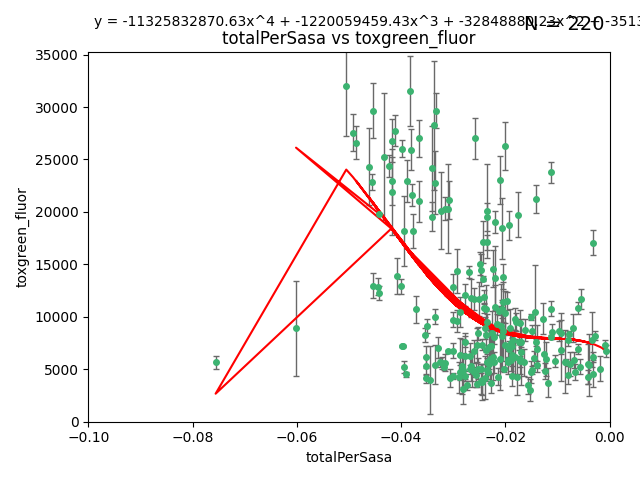 y = -11325832870.63x^4 + -1220059459.43x^3 +
N = 220
totalPerSasa vs toxgreen_fluor
35000
30000
25000
20000
15000
10000
5000
0
toxgreen_fluor
−0.10
−0.08
−0.06
−0.04
−0.02
0.00
totalPerSasa